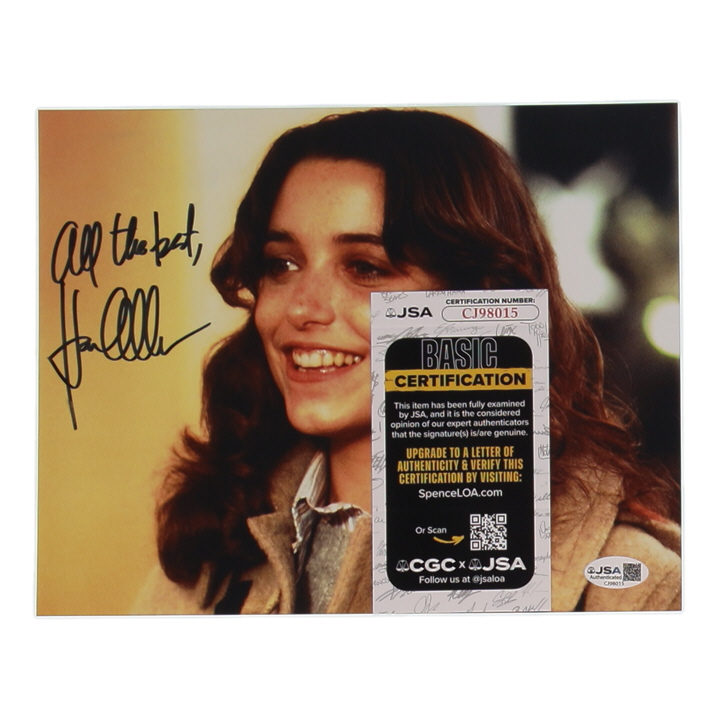 All the best,
JSA
CERTIFICATION NUMBER:
CJ98015
BASIC
CERTIFICATION
This item has been fully examined
by JSA, and it is the considered
opinion of our expert authenticators
that the signature(s) is/are genuine.
UPGRADE TO A LETTER OF
AUTHENTICITY & VERIFY THIS
CERTIFICATION BY VISITING:
SpenceLOA.com
Or Scan
CGC x JSA
Follow us at @jsaloa
JSA
Authenticated
CJ98015